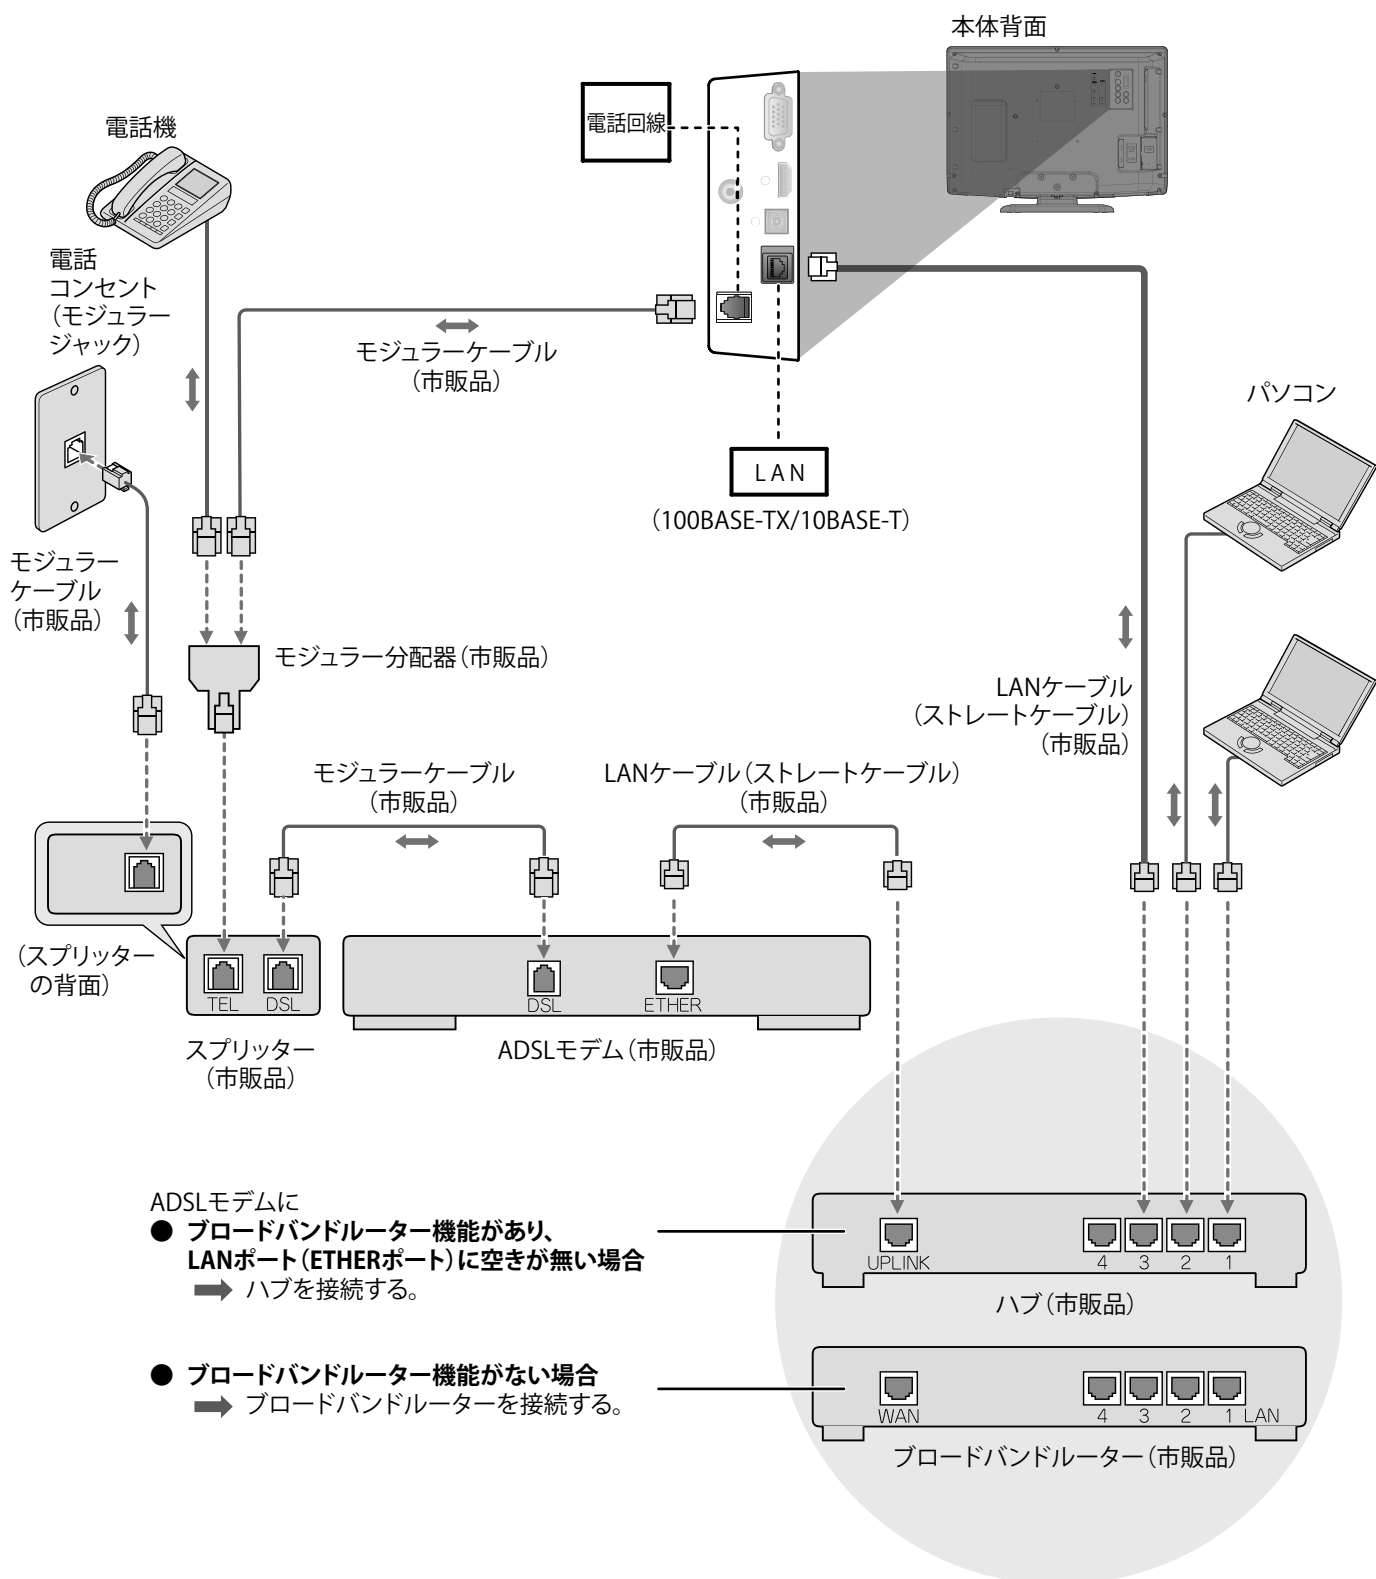 本体背面
電話回線
電話機
電話
コンセント
（モジュラー
ジャック）
モジュラーケーブル
（市販品）
パソコン
LAN
（100BASE-TX/10BASE-T）
モジュラー
ケーブル
（市販品）
モジュラー分配器（市販品）
LANケーブル
（ストレートケーブル）
（市販品）
モジュラーケーブル
（市販品）
LANケーブル（ストレートケーブル）
（市販品）
（スプリッター
の背面）
TEL DSL
DSL ETHER
スプリッター
（市販品）
ADSLモデム（市販品）
ADSLモデムに
● ブロードバンドルーター機能があり、
LANポート（ETHERポート）に空きが無い場合
➡ ハブを接続する。
UPLINK 4 3 2 1
ハブ（市販品）
● ブロードバンドルーター機能がない場合
➡ ブロードバンドルーターを接続する。
WAN 4 3 2 1 LAN
ブロードバンドルーター（市販品）